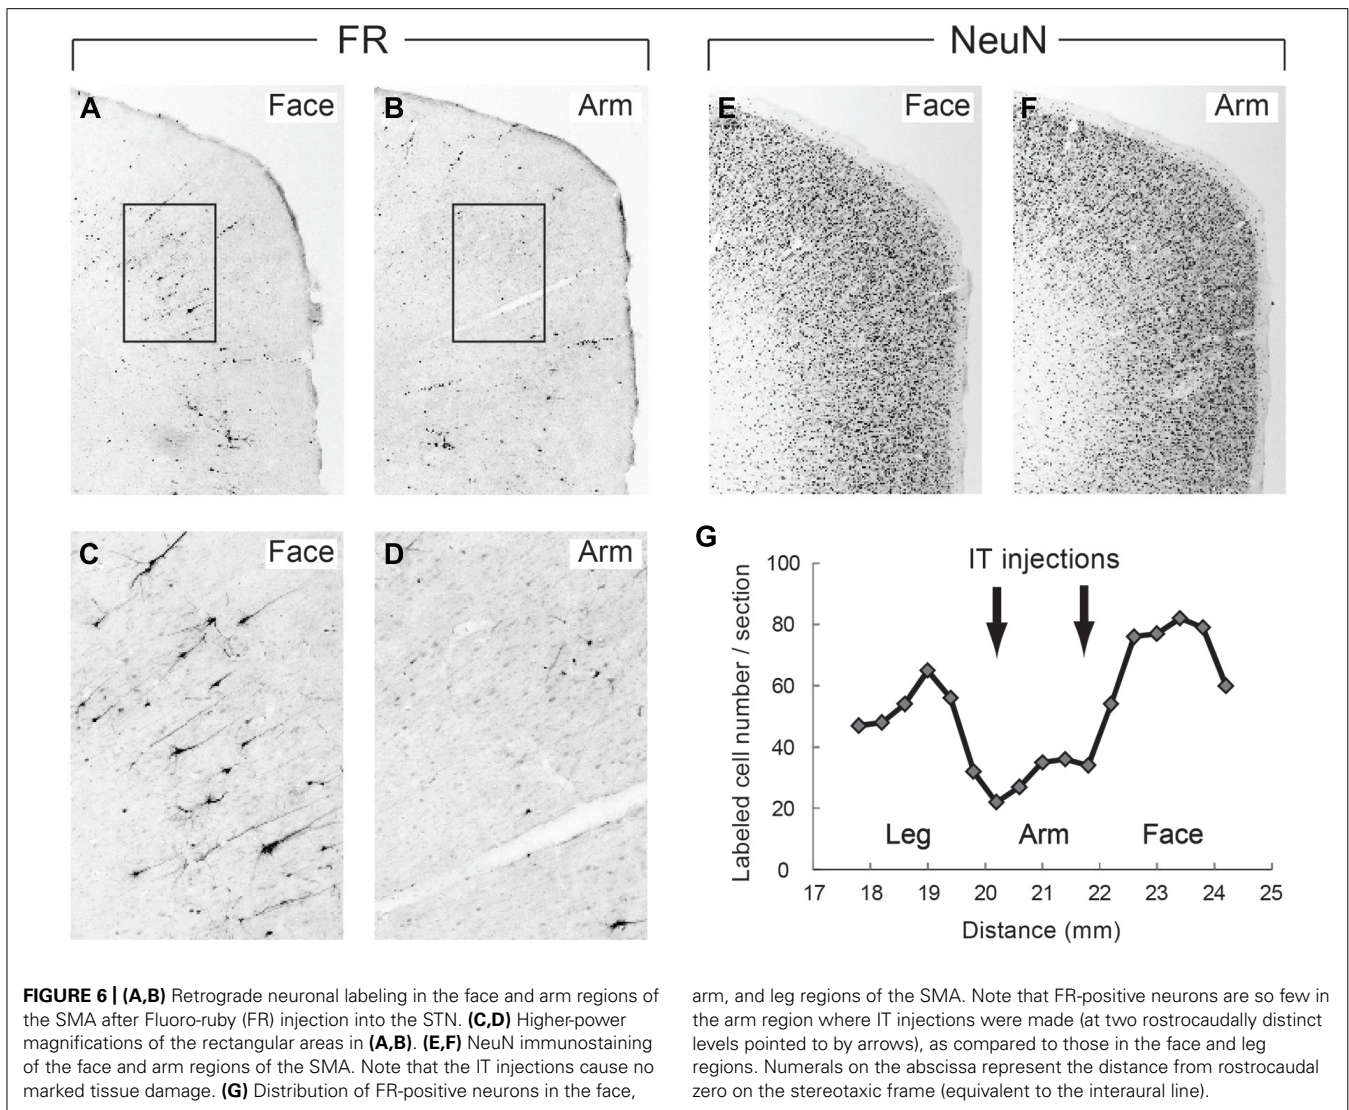 FR
NeuN
A Face
B Arm
E Face
F Arm
C Face
D Arm
G
IT injections
Labeled cell number / section
100
80
60
40
20
0
Leg Arm Face
17 18 19 20 21 22 23 24 25
Distance (mm)
FIGURE 6 | (A,B) Retrograde neuronal labeling in the face and arm regions of
the SMA after Fluoro-ruby (FR) injection into the STN. (C,D) Higher-power
magnifications of the rectangular areas in (A,B). (E,F) NeuN immunostaining
of the face and arm regions of the SMA. Note that the IT injections cause no
marked tissue damage. (G) Distribution of FR-positive neurons in the face,
arm, and leg regions of the SMA. Note that FR-positive neurons are so few in
the arm region where IT injections were made (at two rostrocaudally distinct
levels pointed to by arrows), as compared to those in the face and leg
regions. Numerals on the abscissa represent the distance from rostrocaudal
zero on the stereotaxic frame (equivalent to the interaural line).